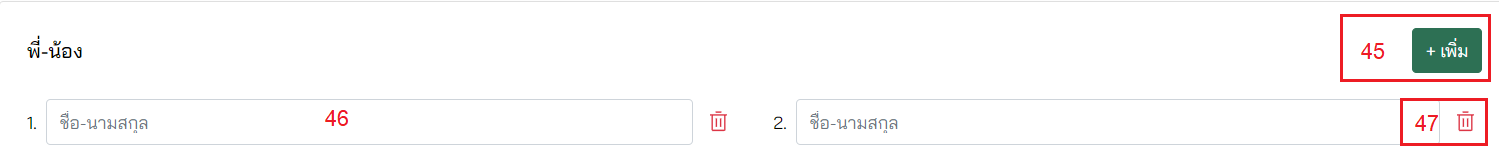 พี่-น้อง
45 + เพิ่ม
1. ชื่อ-นามสกุล 46 2. ชื่อ-นามสกุล 47